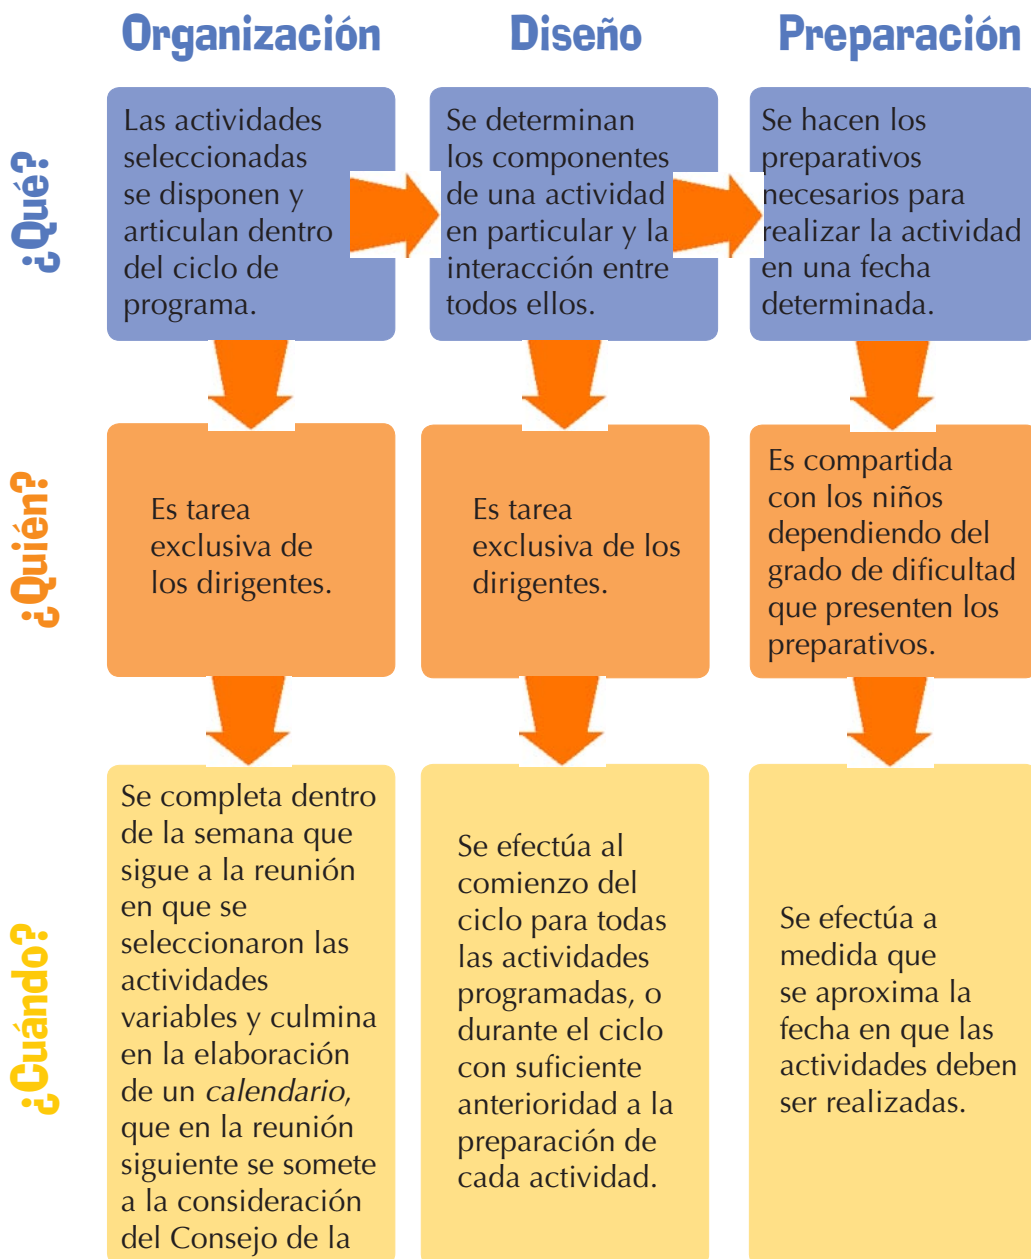 Organización
Diseño
Preparación
¿Qué?
Las actividades
seleccionadas
se disponen y
articulan dentro
del ciclo de
programa.
Se determinan
los componentes
de una actividad
en particular y la
interacción entre
todos ellos.
Se hacen los
preparativos
necesarios para
realizar la actividad
en una fecha
determinada.
¿Quién?
Es tarea
exclusiva de
los dirigentes.
Es tarea
exclusiva de los
dirigentes.
Es compartida
con los niños
dependiendo del
grado de dificultad
que presenten los
preparativos.
¿Cuándo?
Se completa dentro
de la semana que
sigue a la reunión
en que se
seleccionaron las
actividades
variables y culmina
en la elaboración
de un calendario,
que en la reunión
siguiente se somete
a la consideración
del Consejo de la
Se efectúa al
comienzo del
ciclo para todas
las actividades
programadas, o
durante el ciclo
con suficiente
anterioridad a la
preparación de
cada actividad.
Se efectúa a
medida que
se aproxima la
fecha en que las
actividades deben
ser realizadas.